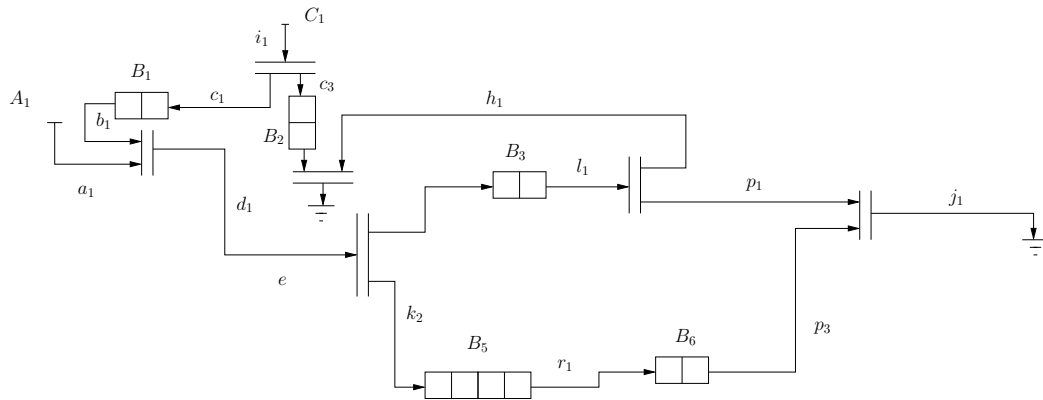 C₁
i₁
B₁
A₁
c₁
c₃
h₁
b₁
B₂
B₃
l₁
a₁
p₁
j₁
d₁
e
k₂
p₃
B₅
B₆
r₁